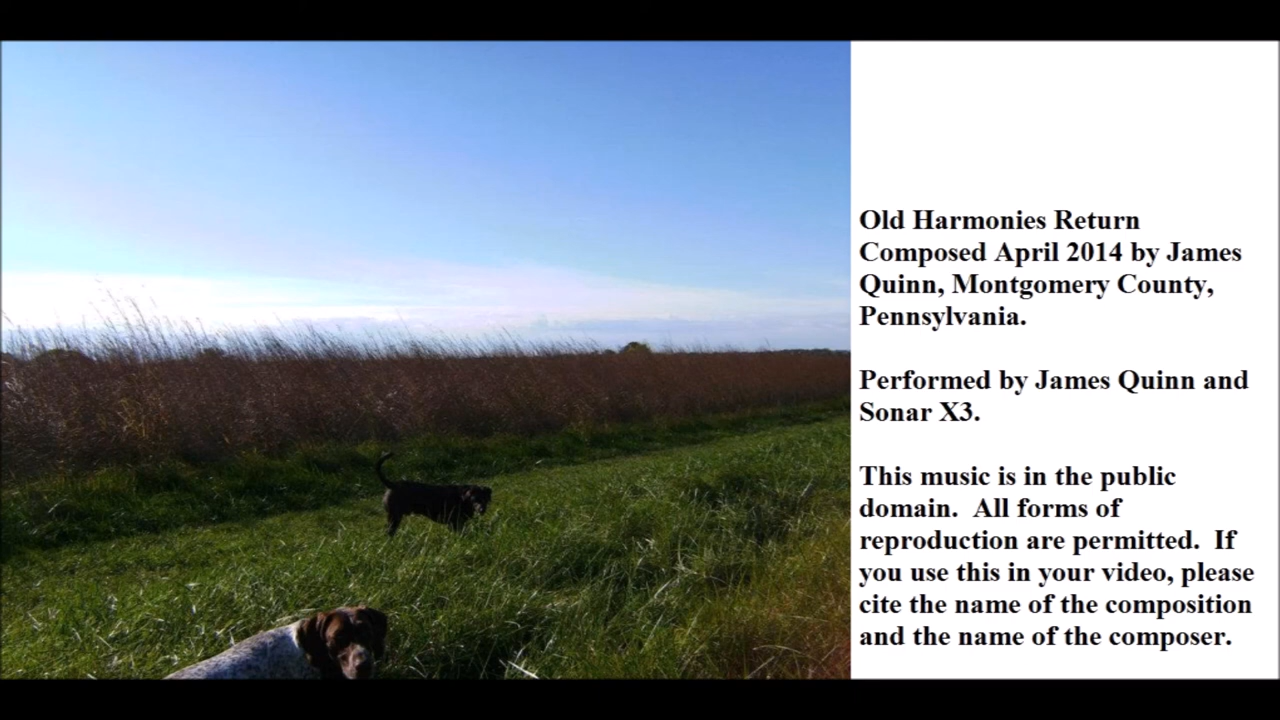 Old Harmonies Return
Composed April 2014 by James
Quinn, Montgomery County,
Pennsylvania.
Performed by James Quinn and
Sonar X3.
This music is in the public
domain.  All forms of
reproduction are permitted.  If
you use this in your video, please
cite the name of the composition
and the name of the composer.